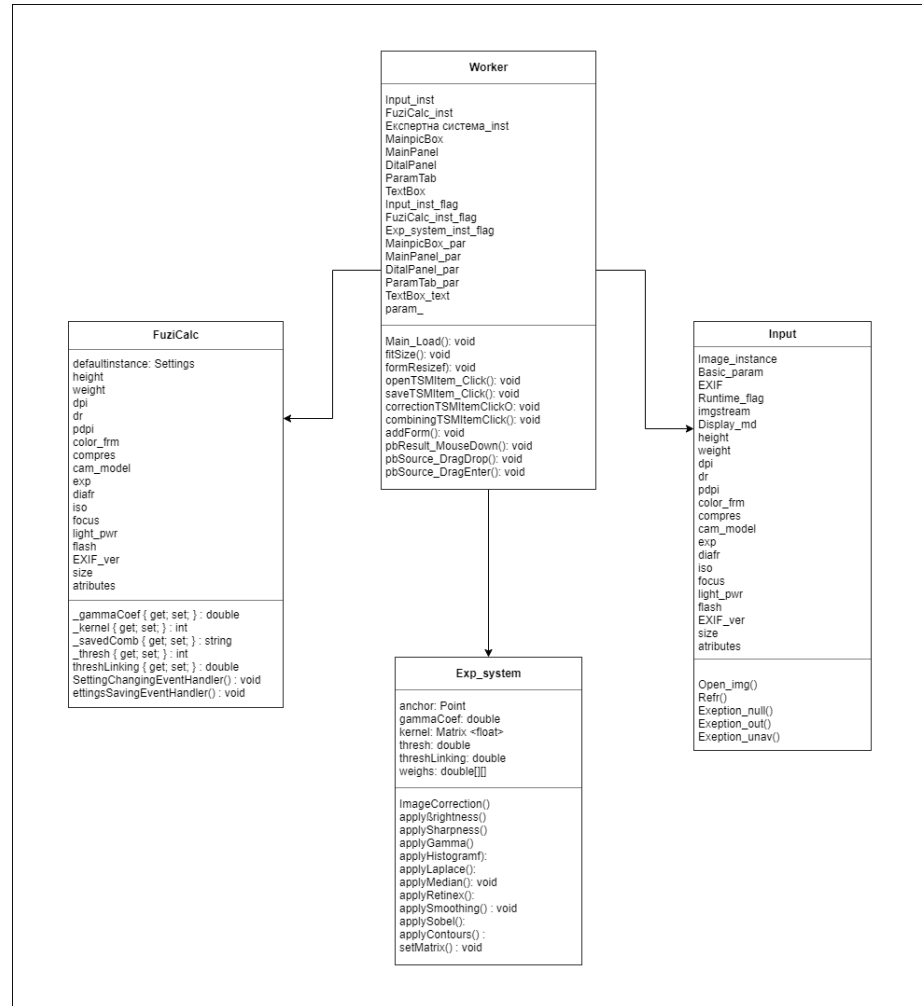 Worker
Input_inst
FuziCalc_inst
Експертна система_inst
MainpicBox
MainPanel
DitalPanel
ParamTab
TextBox
Input_inst_flag
FuziCalc_inst_flag
Exp_system_inst_flag
MainpicBox_par
MainPanel_par
DitalPanel_par
ParamTab_par
TextBox_text
param_
Main_Load(): void
fitSize(): void
formResizef): void
openTSMItem_Click(): void
saveTSMItem_Click(): void
correctionTSMItemClickO: void
combiningTSMItemClick(): void
addForm(): void
pbResult_MouseDown(): void
pbSource_DragDrop(): void
pbSource_DragEnter(): void
FuziCalc
defaultinstance: Settings
height
weight
dpi
dr
pdpi
color_frm
compres
cam_model
exp
diafr
iso
focus
light_pwr
flash
EXIF_ver
size
atributes
_gammaCoef { get; set; } : double
_kernel { get; set; } : int
_savedComb { get; set; } : string
_thresh { get; set; } : int
threshLinking { get; set; } : double
SettingChangingEventHandler() : void
ettingsSavingEventHandler() : void
Input
Image_instance
Basic_param
EXIF
Runtime_flag
imgstream
Display_md
height
weight
dpi
dr
pdpi
color_frm
compres
cam_model
exp
diafr
iso
focus
light_pwr
flash
EXIF_ver
size
atributes
Open_img()
Refr()
Exeption_null()
Exeption_out()
Exeption_unav()
Exp_system
anchor: Point
gammaCoef: double
kernel: Matrix <float>
thresh: double
threshLinking: double
weighs: double[][]
ImageCorrection()
applyßrightness()
applySharpness()
applyGamma()
applyHistogramf):
applyLaplace():
applyMedian(): void
applyRetinex():
applySmoothing() : void
applySobel():
applyContours() :
setMatrix() : void